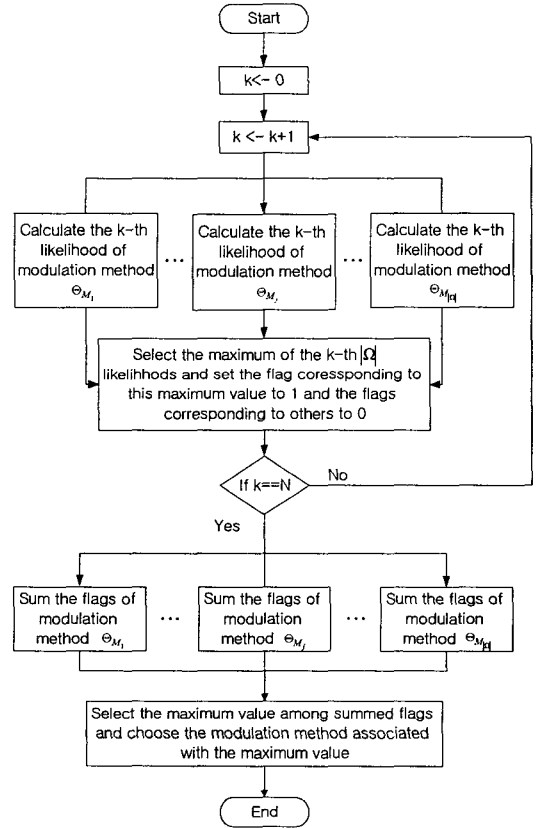 Start
k<- 0
k <- k+1
Calculate the k-th
likelihood of
modulation method
Θ_{M_1}
...
Calculate the k-th
likelihood of
modulation method
Θ_{M_j}
...
Calculate the k-th
likelihood of
modulation method
Θ_{M_{|Ω|}}
Select the maximum of the k-th |Ω|
likelihhods and set the flag coressponding to
this maximum value to 1 and the flags
corresponding to others to 0
If k==N
No
Yes
Sum the flags of
modulation
method Θ_{M_1}
...
Sum the flags of
modulation
method Θ_{M_j}
...
Sum the flags of
modulation
method Θ_{M_{|Ω|}}
Select the maximum value among summed flags
and choose the modulation method associated
with the maximum value
End